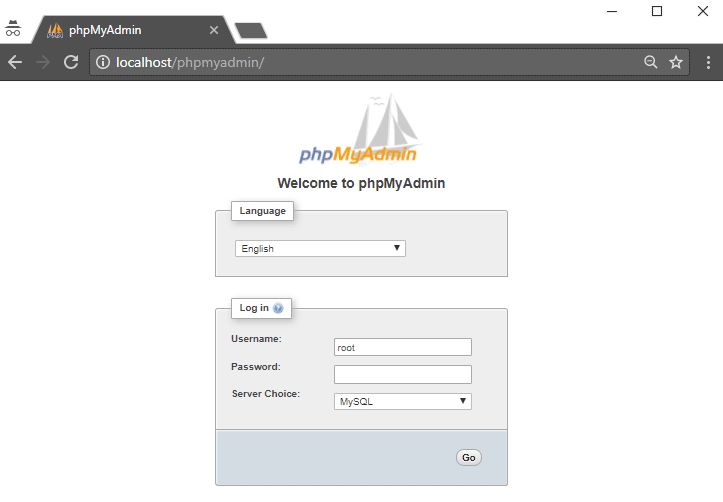 phpMyAdmin
localhost/phpmyadmin/
phpMyAdmin
Welcome to phpMyAdmin
Language
English
Log in
Username:
root
Password:
Server Choice:
MySQL
Go